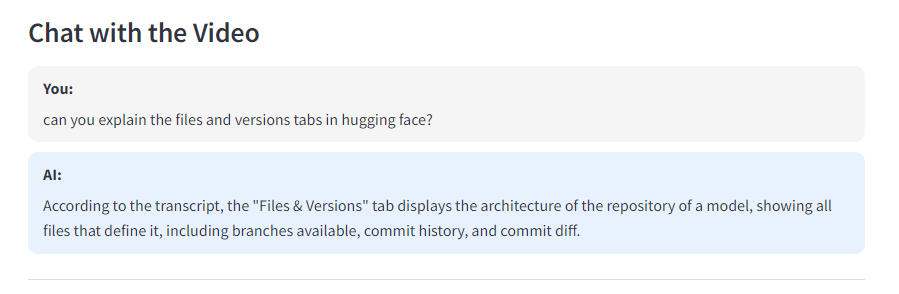 Chat with the Video
You:
can you explain the files and versions tabs in hugging face?
AI:
According to the transcript, the "Files & Versions" tab displays the architecture of the repository of a model, showing all
files that define it, including branches available, commit history, and commit diff.